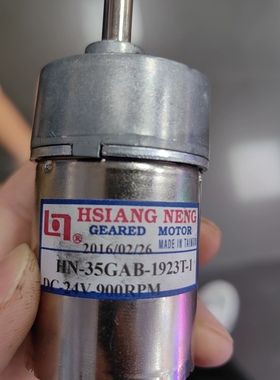 HSIANG NENG
® GEARED MOTOR
2016/02/26 MADE IN TAIWAN
HN-35GAB-1923T-1
DC 24V 900RPM